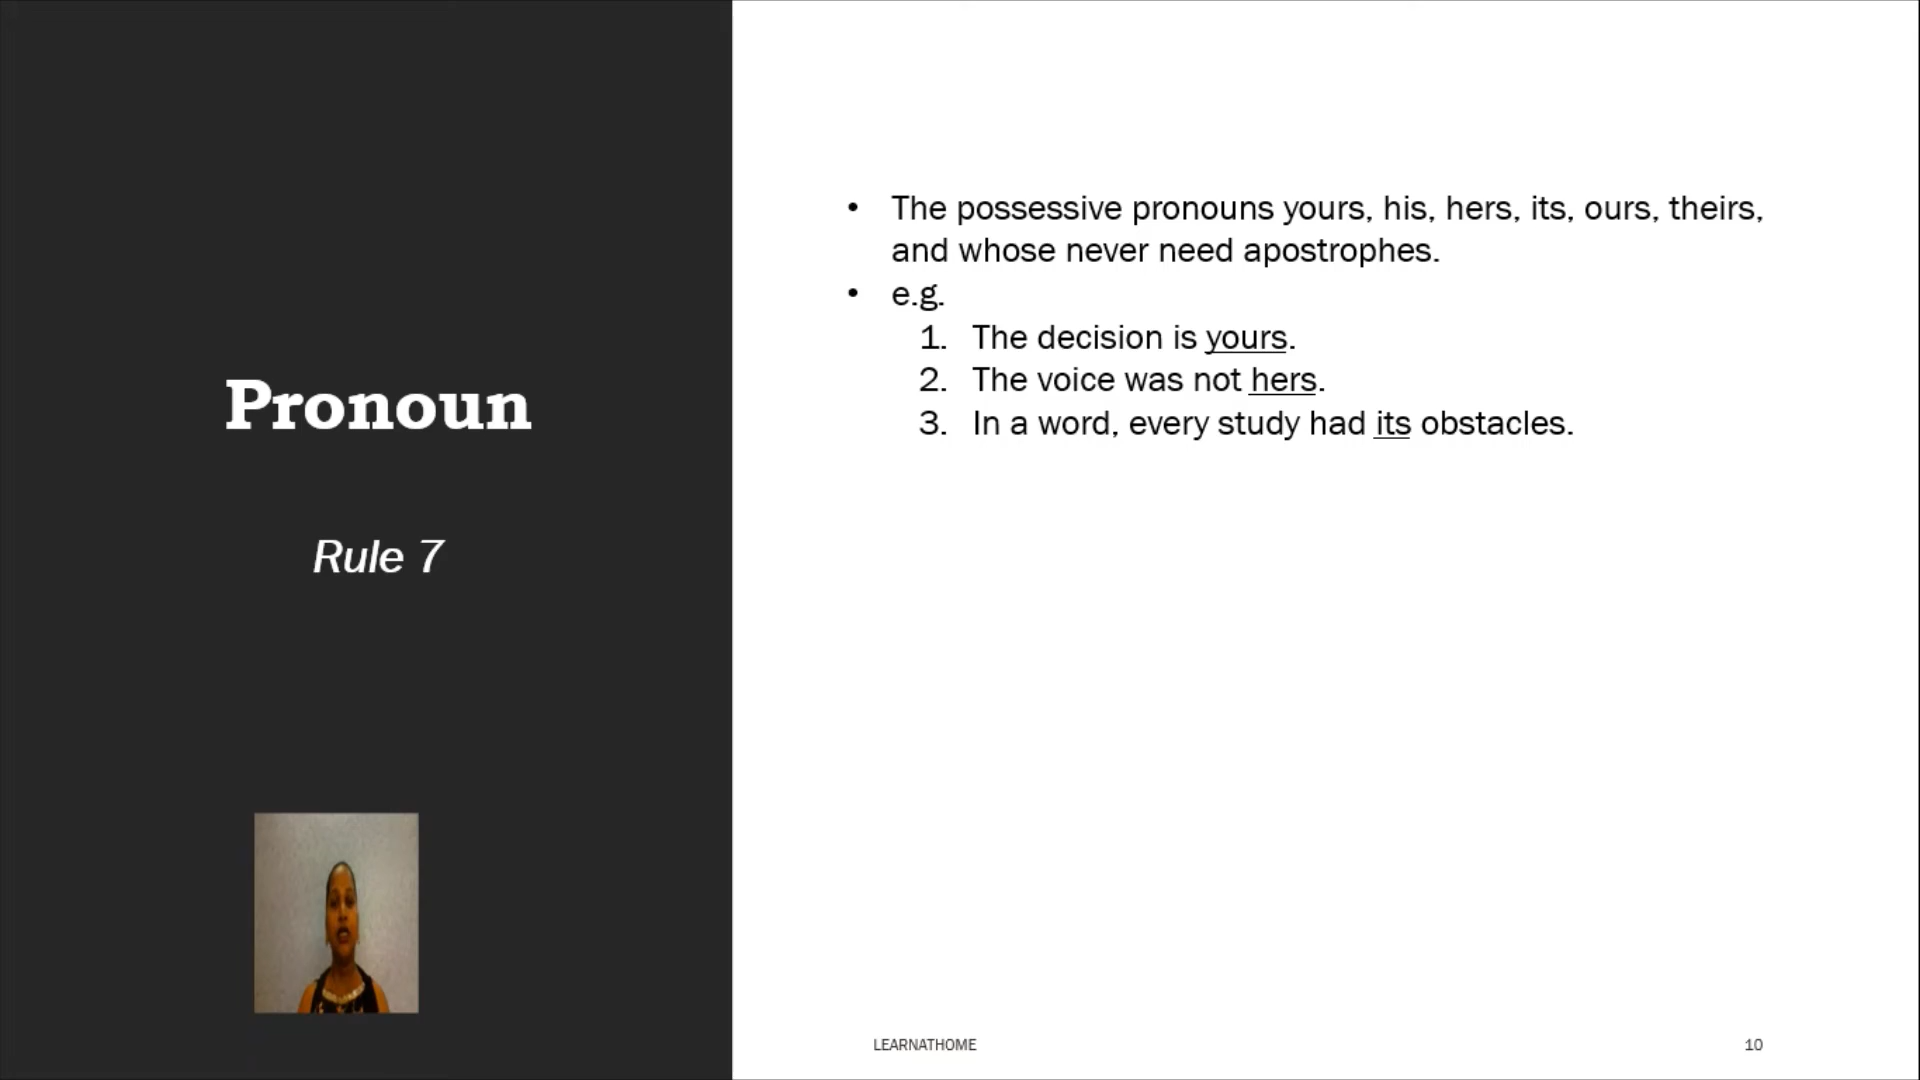 Pronoun
Rule 7
• The possessive pronouns yours, his, hers, its, ours, theirs,
and whose never need apostrophes.
• e.g.
1. The decision is yours.
2. The voice was not hers.
3. In a word, every study had its obstacles.
LEARNATHOME
10